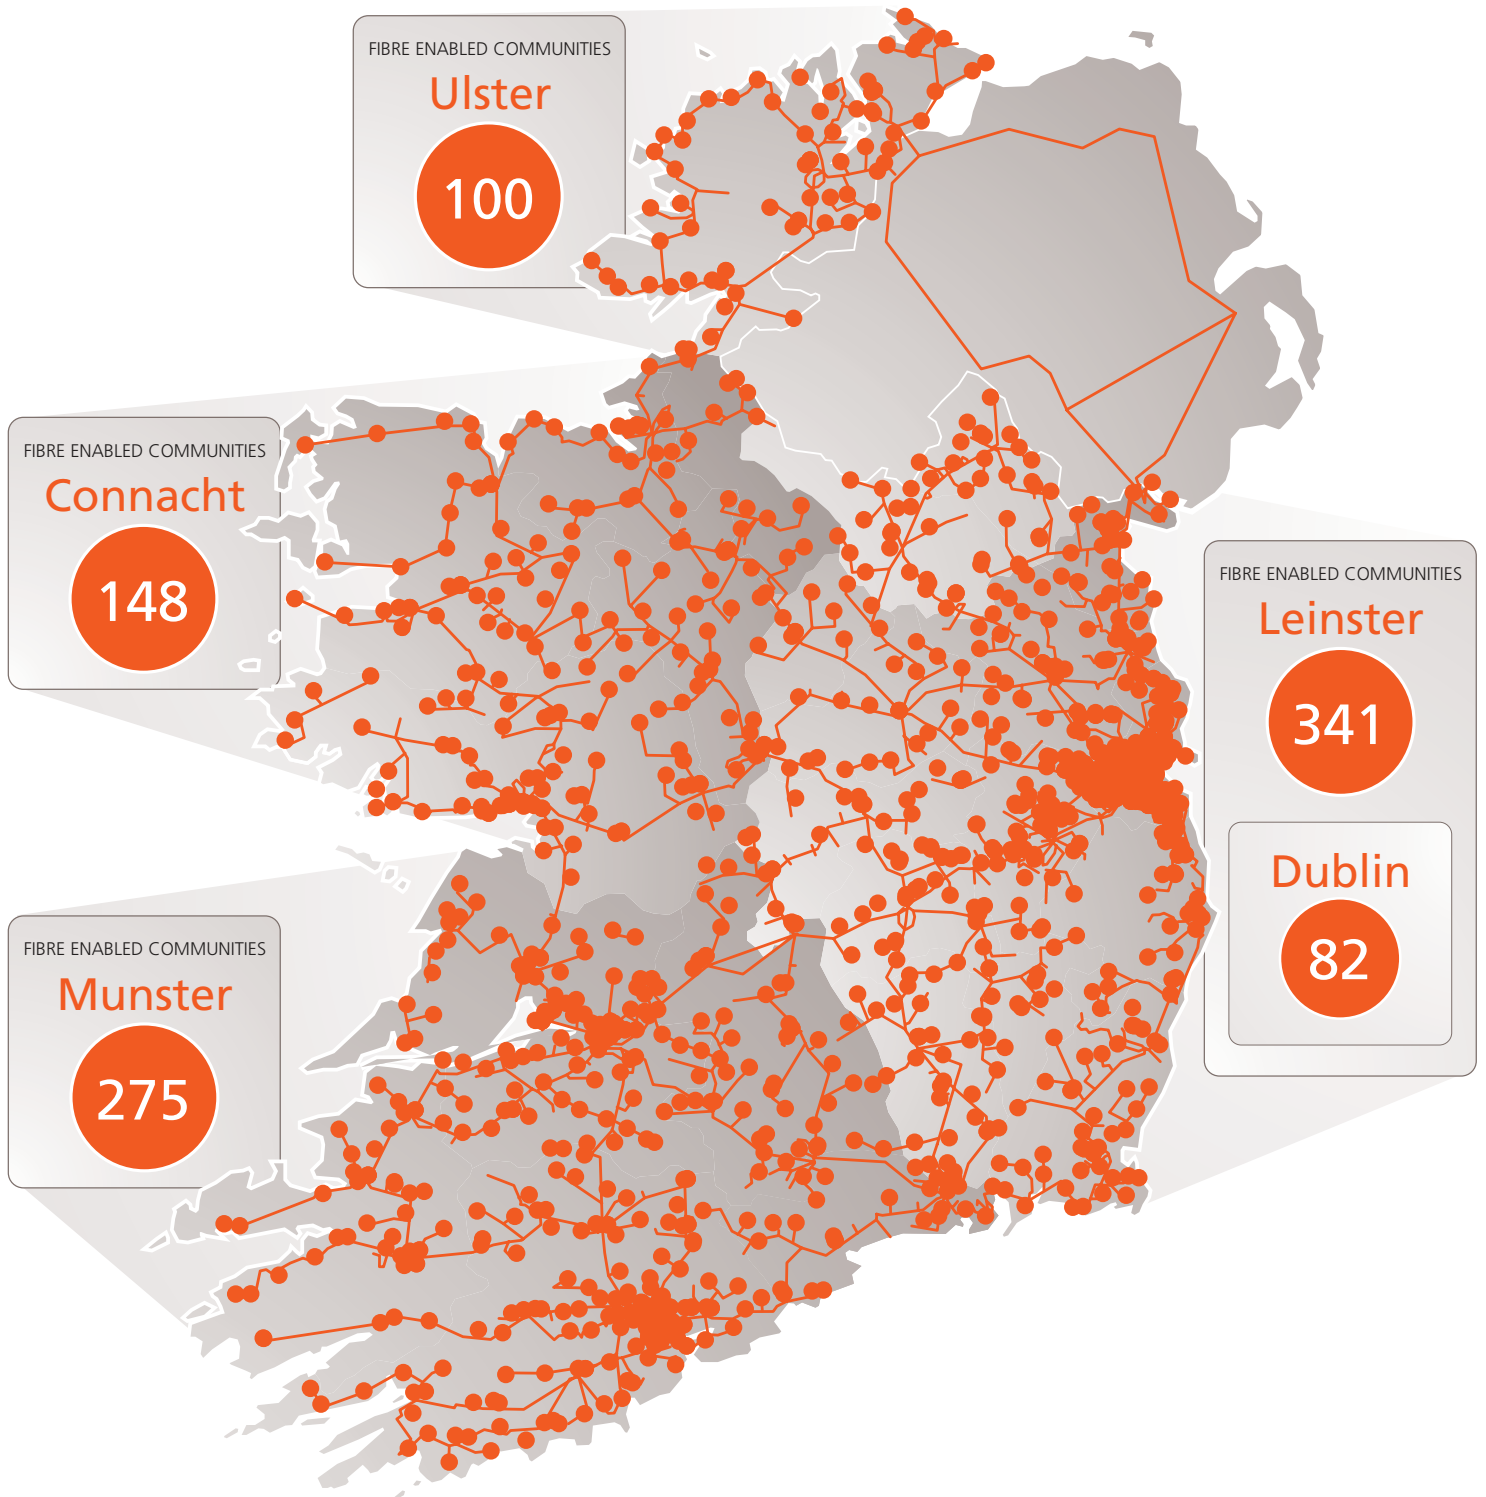 FIBRE ENABLED COMMUNITIES
Ulster
100
FIBRE ENABLED COMMUNITIES
Connacht
148
FIBRE ENABLED COMMUNITIES
Leinster
341
Dublin
82
FIBRE ENABLED COMMUNITIES
Munster
275